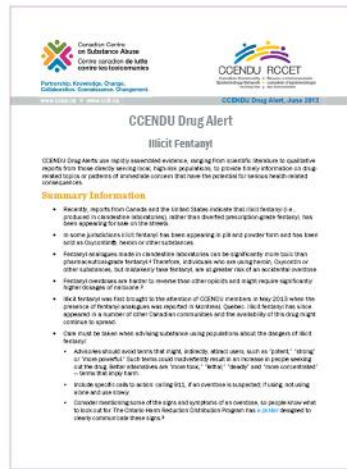 Canadian Centre
on Substance Abuse
Centre canadien de lutte
contre les toxicomanies
Partnership. Knowledge. Change.
Collaboration. Connaissance. Changement.
CCENDU RCCET
www.ccsa.ca • www.cclt.ca
CCENDU Drug Alert, June 2013
CCENDU Drug Alert
Illicit Fentanyl
CCENDU Drug Alerts use rapidly assembled evidence, ranging from scientific literature to qualitative
reports from those directly serving local, high-risk populations, to provide timely information on drug-
related topics or patterns of immediate concern that have the potential for serious health-related
consequences.
Summary Information
• Recently, reports from Canada and the United States indicate that illicit fentanyl (i.e.,
produced in clandestine laboratories), rather than diverted prescription-grade fentanyl, has
been appearing for sale on the streets.
• In some jurisdictions illicit fentanyl has been appearing in pill and powder form and has been
sold as Oxycontin®, heroin or other substances.
• Fentanyl analogues made in clandestine laboratories can be significantly more toxic than
pharmaceutical-grade fentanyl. Therefore, individuals who are using heroin, Oxycontin or
other substances, but mistakenly take fentanyl, are at greater risk of an accidental overdose.
• Fentanyl overdoses are harder to reverse than other opioids and might require significantly
higher dosages of naloxone.
• Illicit fentanyl was first brought to the attention of CCENDU members in May 2013 when the
presence of fentanyl analogues was reported in Montréal, Quebec. Illicit fentanyl has since
appeared in a number of other Canadian communities and the availability of this drug might
continue to spread.
• Care must be taken when advising substance using populations about the dangers of illicit
fentanyl:
• Advisories should avoid terms that might, indirectly, attract users, such as "potent," "strong"
or "more powerful." Such terms could inadvertently result in an increase in people seeking
out the drug. Better alternatives are "more toxic," "lethal," "deadly" and "more concentrated"
— terms that imply harm.
• Include specific calls to action: calling 911, if an overdose is suspected; if using, not using
alone and use slowly.
• Consider mentioning some of the signs and symptoms of an overdose, so people know what
to look out for. The Ontario Harm Reduction Distribution Program has a poster designed to
clearly communicate these signs.